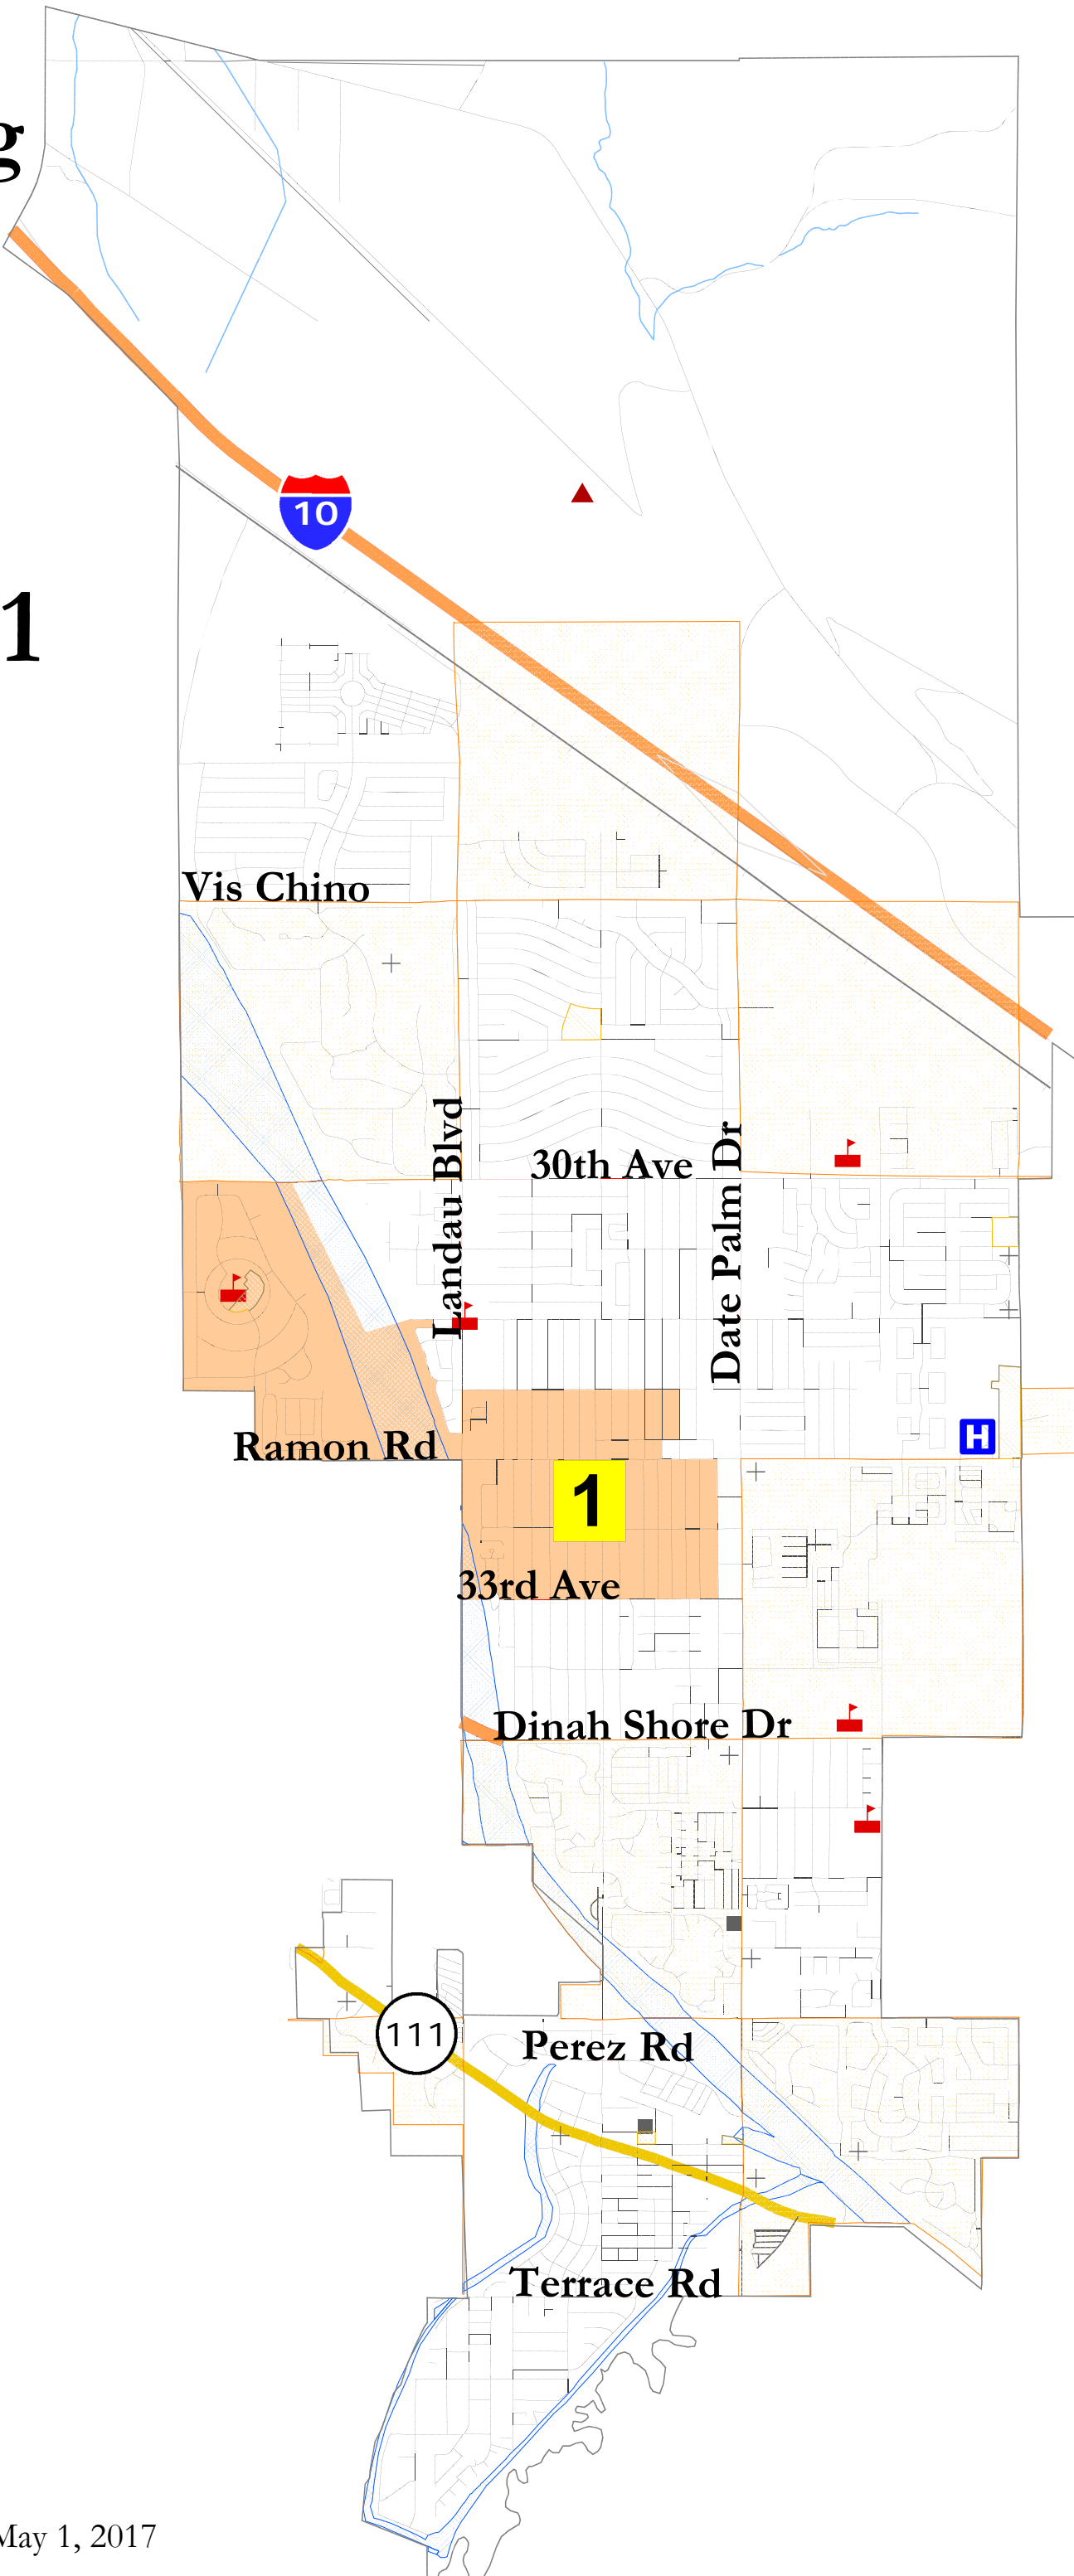 g
10
1
Vis Chino
Landau Blvd
30th Ave
Date Palm Dr
Ramon Rd
H
1
33rd Ave
Dinah Shore Dr
111
Perez Rd
Terrace Rd
May 1, 2017